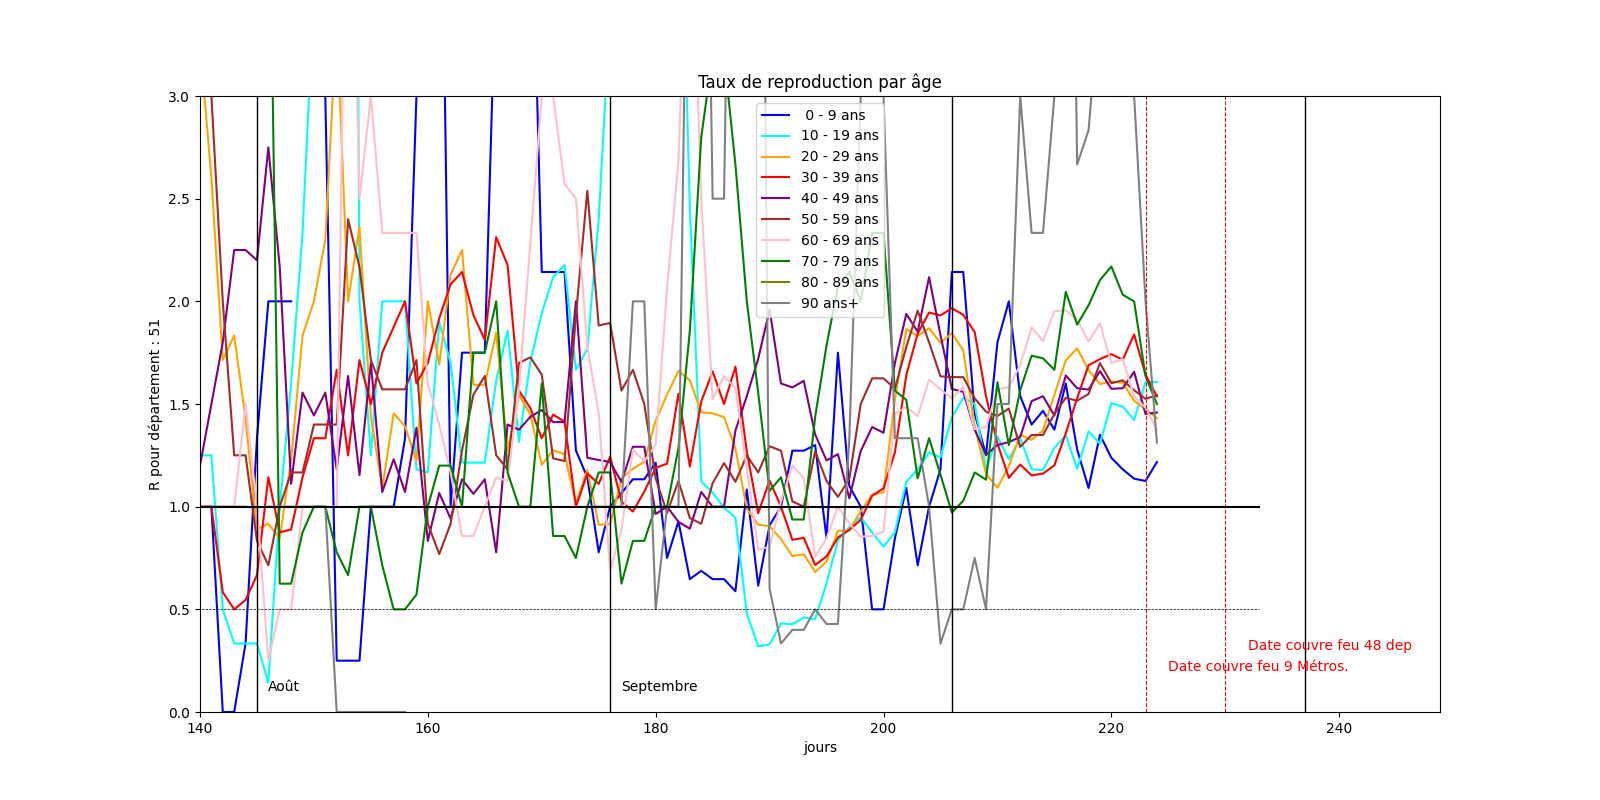 Taux de reproduction par âge
R pour département : 51
3.0
2.5
2.0
1.5
1.0
0.5
0.0
0 - 9 ans
10 - 19 ans
20 - 29 ans
30 - 39 ans
40 - 49 ans
50 - 59 ans
60 - 69 ans
70 - 79 ans
80 - 89 ans
90 ans+
Date couvre feu 48 dep
Date couvre feu 9 Métros.
Août
Septembre
140 160 180 200 220 240
jours